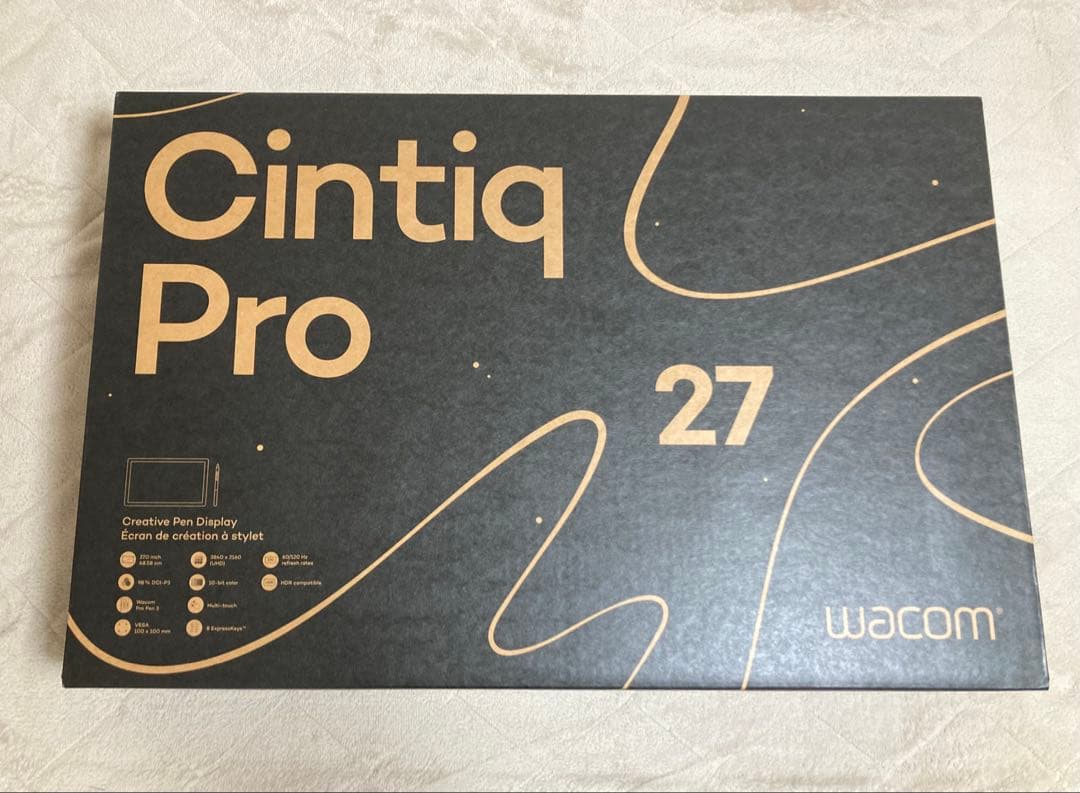 Cintiq
Pro
27
Creative Pen Display
Écran de création à stylet
27.0 inch
68.58 cm
3840 x 2160
(UHD)
60/120 Hz
refresh rates
98% DCI-P3
10-bit color
HDR compatible
Wacom
Pro Pen 3
Multi-touch
VESA
100 x 100 mm
8 ExpressKeys™
wacom®